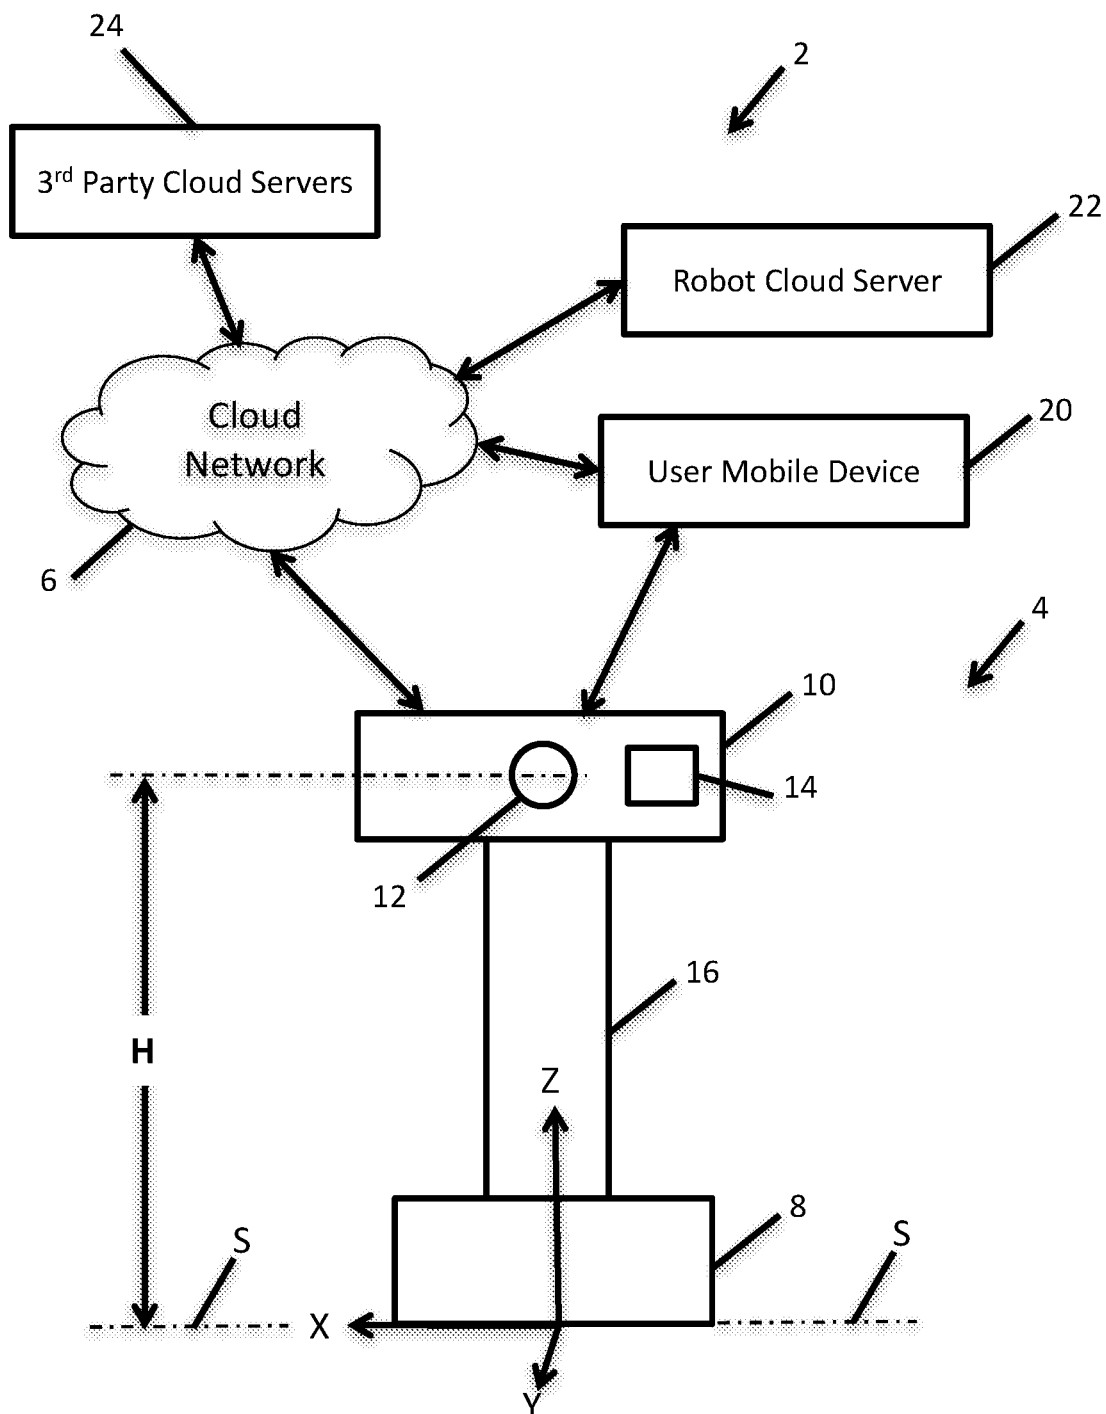 24
2
3rd Party Cloud Servers
22
Robot Cloud Server
Cloud
Network
20
User Mobile Device
6
4
10
14
12
16
H
Z
8
S
S
X
Y